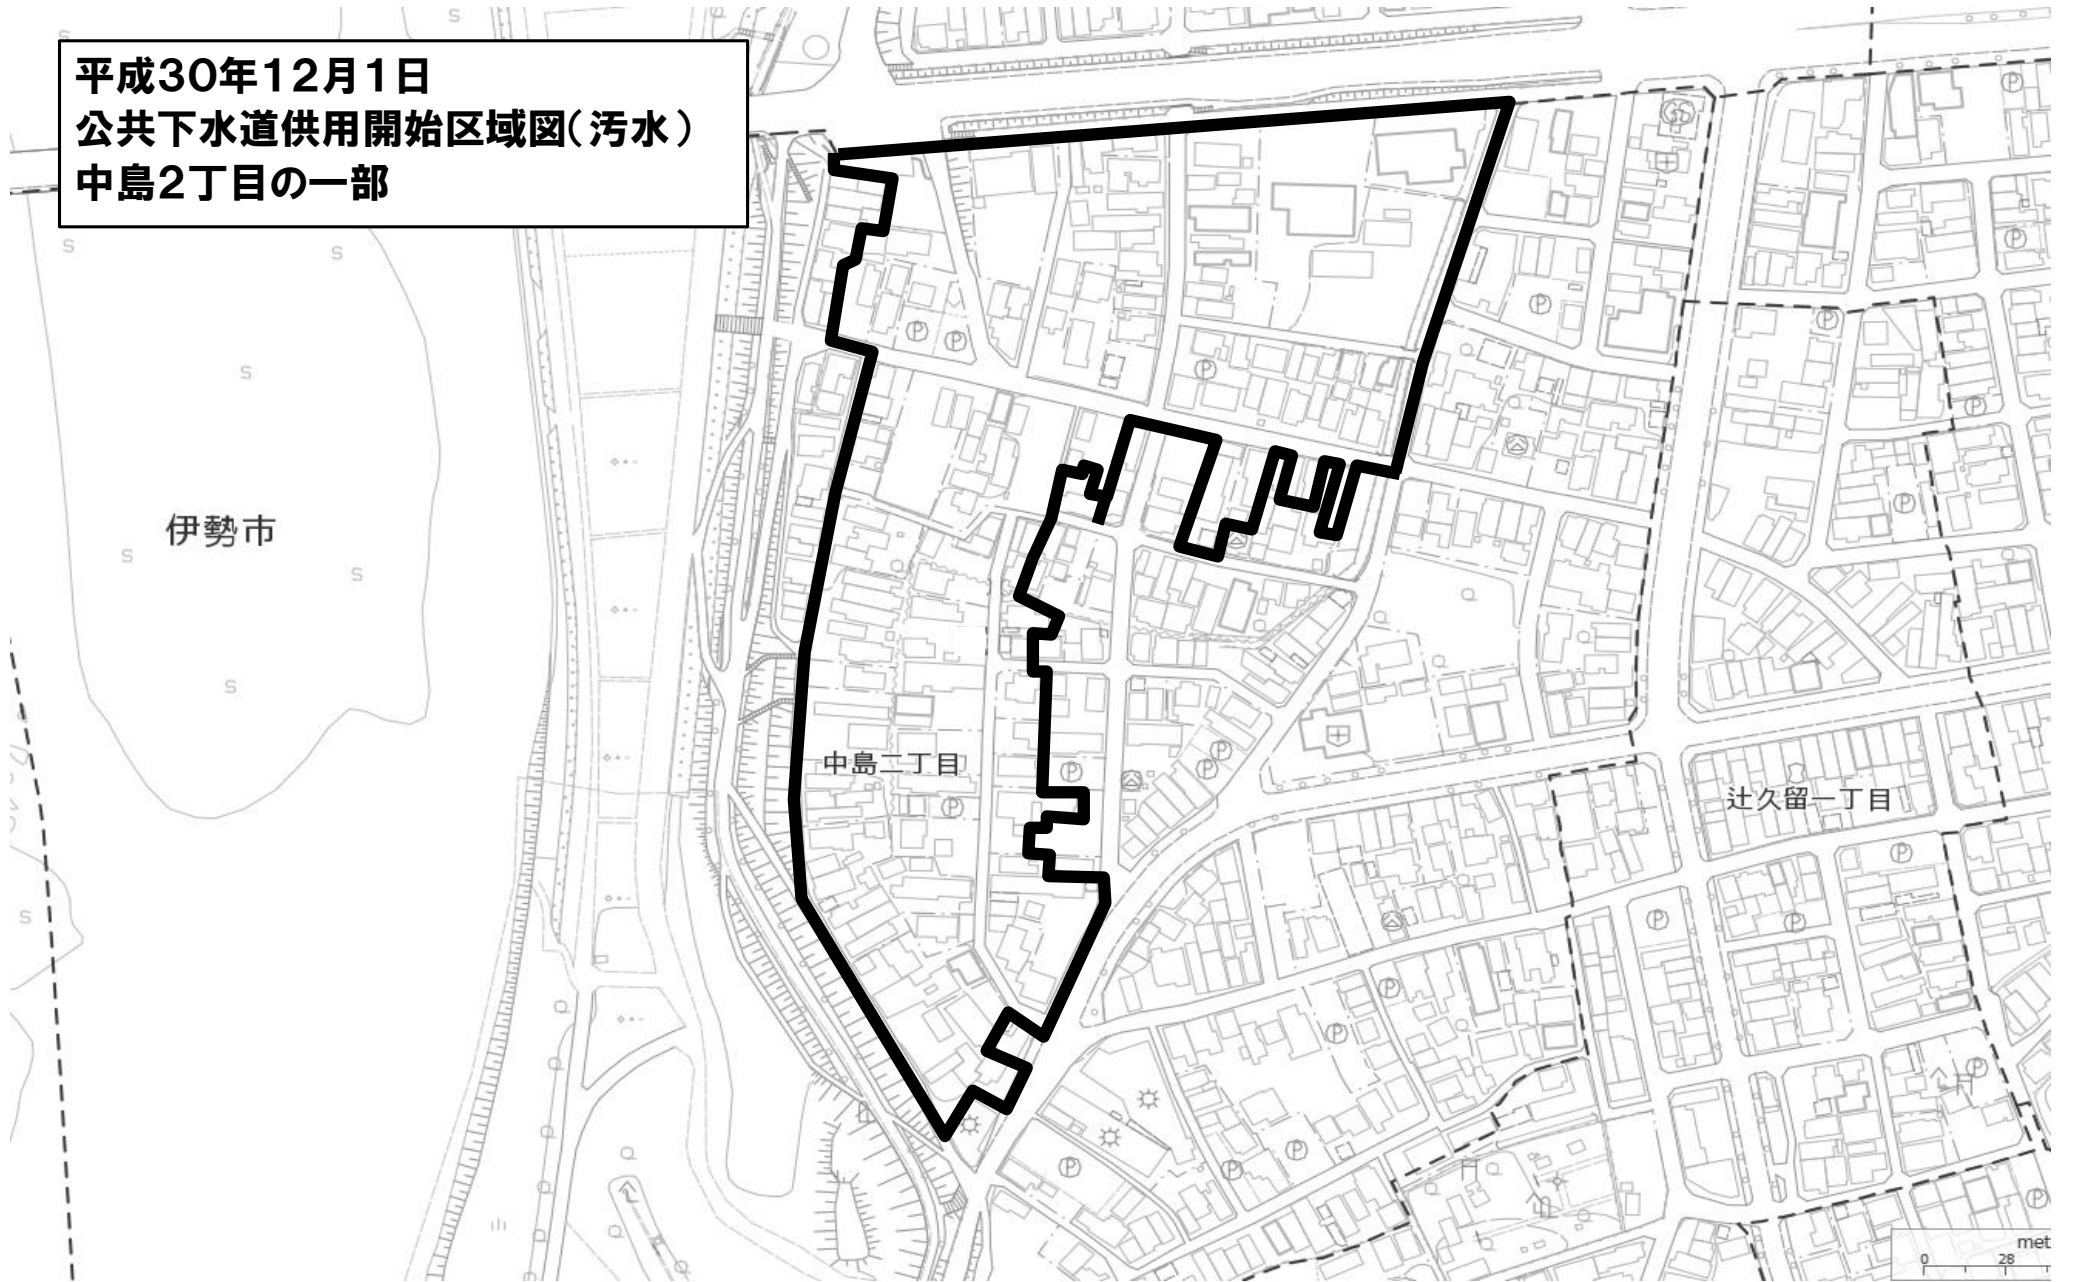 平成30年12月1日
公共下水道供用開始区域図(汚水)
中島2丁目の一部
伊勢市
中島二丁目
辻久留一丁目
met
0 28